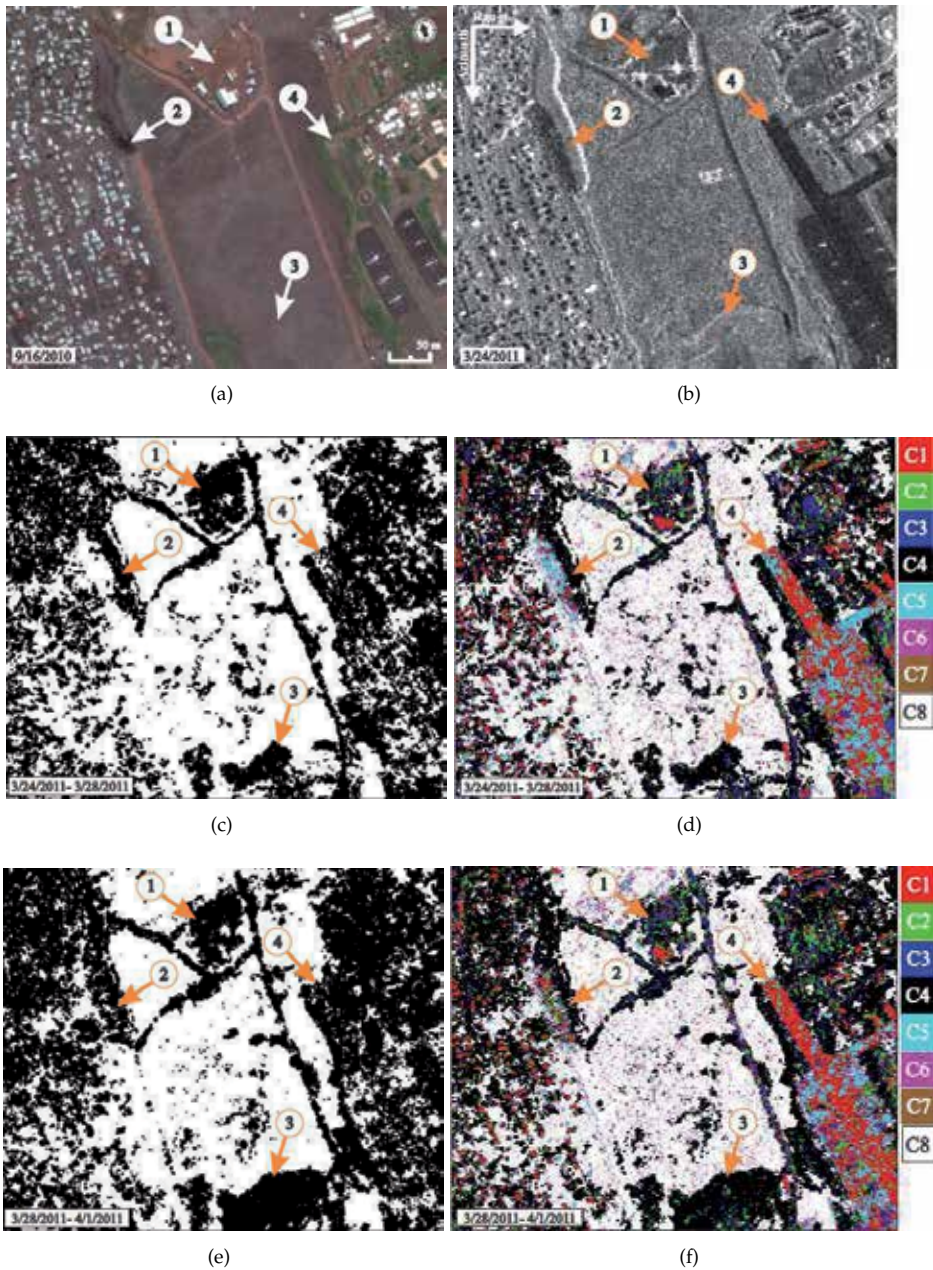 1
2
4
3
9/16/2010
50 m
(a)
Range
Azimuth
1
2
4
3
3/24/2011
(b)
1
2
4
3
3/24/2011- 3/28/2011
(c)
1
2
4
3
3/24/2011- 3/28/2011
C1
C2
C3
C4
C5
C6
C7
C8
(d)
1
2
4
3
3/28/2011- 4/1/2011
(e)
1
2
4
3
3/28/2011- 4/1/2011
C1
C2
C3
C4
C5
C6
C7
C8
(f)